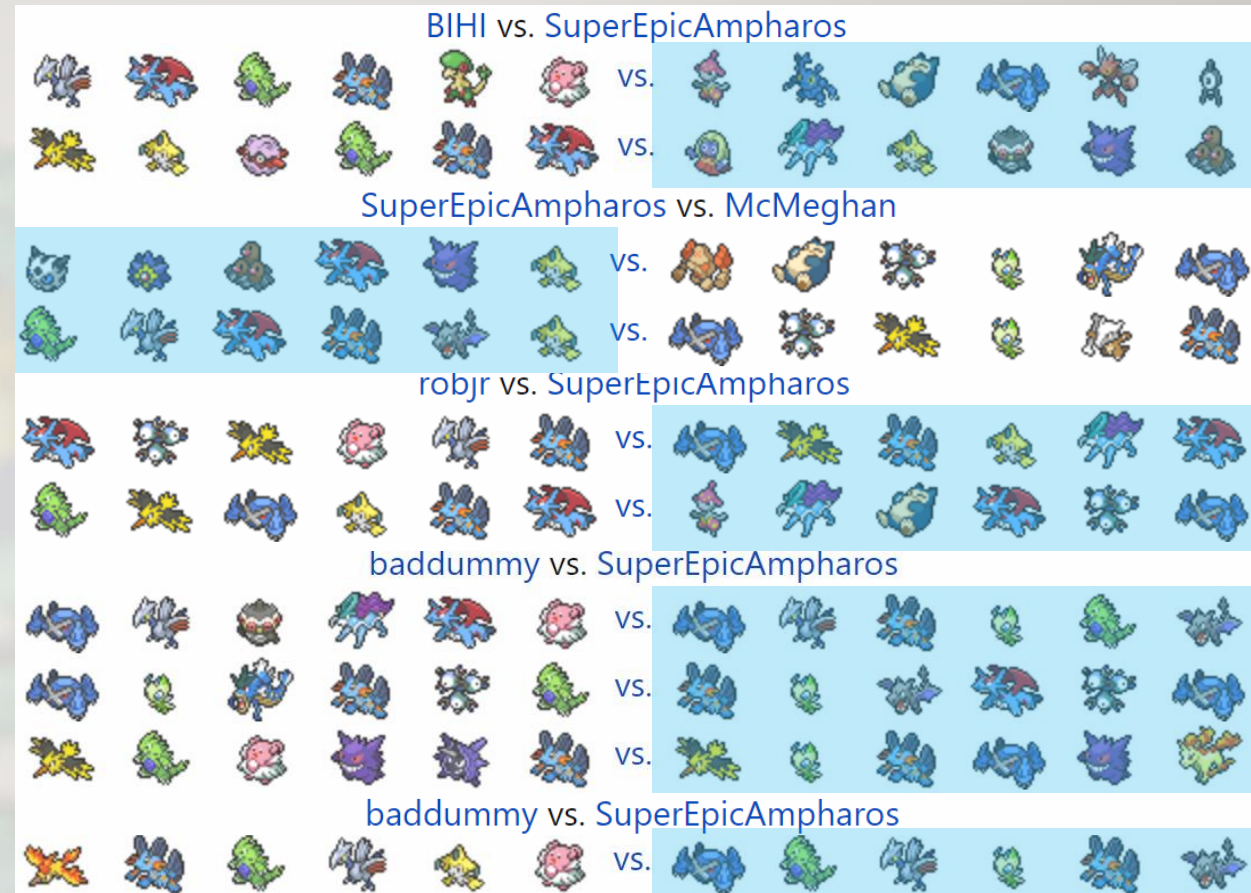 BIHI vs. SuperEpicAmpharos
vs.
vs.
SuperEpicAmpharos vs. McMeghan
vs.
vs.
robjr vs. SuperEpicAmpharos
vs.
vs.
baddummy vs. SuperEpicAmpharos
vs.
vs.
vs.
baddummy vs. SuperEpicAmpharos
vs.